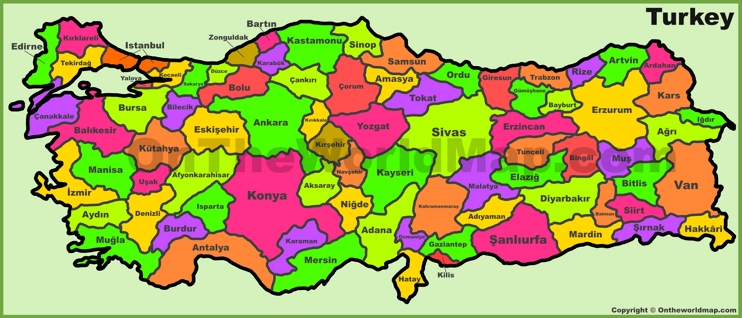 Turkey
Bartın
Zonguldak
Kastamonu
Sinop
Kırklareli
Edirne
Istanbul
Tekirdağ
Kocaeli
Yalova
Sakarya
Düzce
Bolu
Karabük
Çankırı
Samsun
Amasya
Ordu
Giresun
Trabzon
Rize
Artvin
Ardahan
Gümüşhane
Bayburt
Kars
Erzurum
Iğdır
Ağrı
Çanakkale
Bursa
Bilecik
Balıkesir
Eskişehir
Ankara
Kırıkkale
Çorum
Tokat
Yozgat
Sivas
Erzincan
Kütahya
Kırşehir
OnTheWorldMap.com
Manisa
Uşak
Afyonkarahisar
Konya
Aksaray
Nevşehir
Kayseri
Malatya
Elazığ
Tunceli
Bingöl
Muş
Bitlis
Van
İzmir
Aydın
Denizli
Isparta
Niğde
Kahramanmaraş
Adıyaman
Diyarbakır
Batman
Siirt
Şırnak
Hakkâri
Muğla
Burdur
Antalya
Karaman
Mersin
Adana
Osmaniye
Gaziantep
Şanlıurfa
Mardin
Kilis
Hatay
Copyright © Ontheworldmap.com